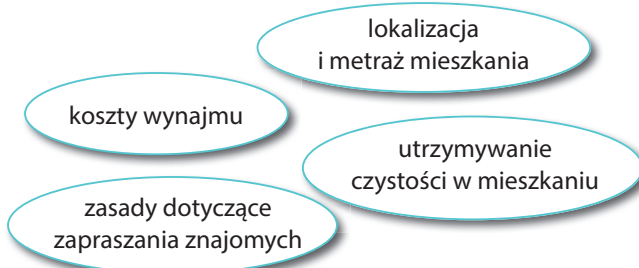 lokalizacja
i metraż mieszkania
koszty wynajmu
utrzymywanie
czystości w mieszkaniu
zasady dotyczące
zapraszania znajomych